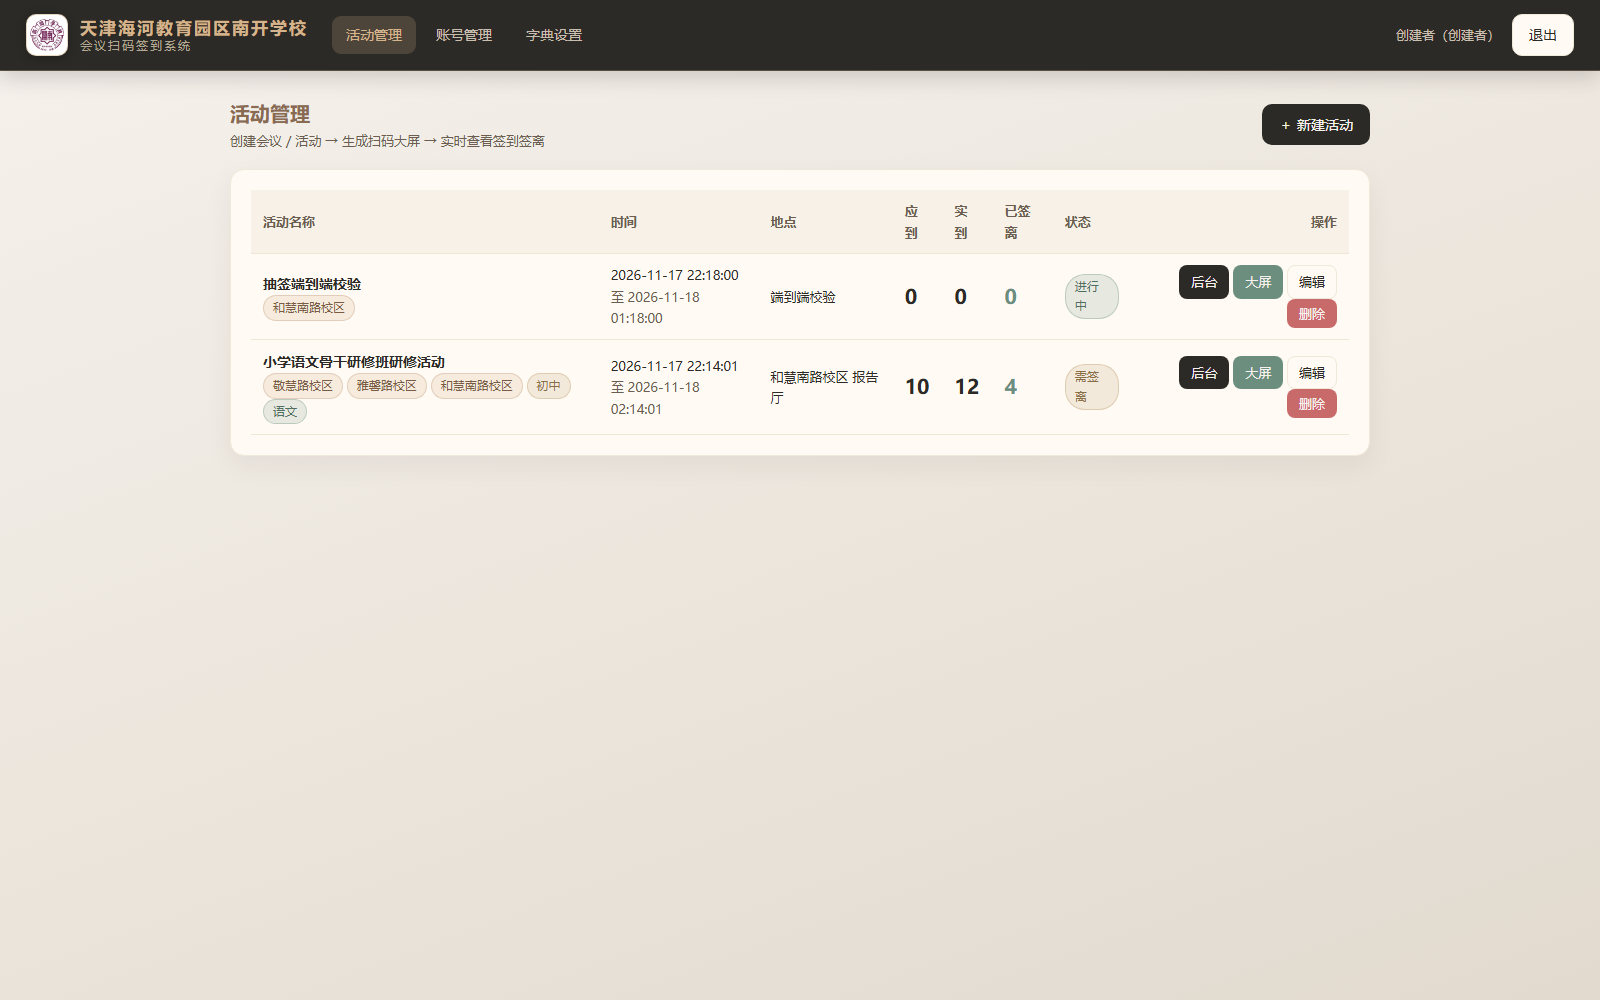 天津海河教育园区南开学校
会议扫码签到系统
活动管理 账号管理 字典设置
创建者（创建者） 退出
活动管理
创建会议 / 活动 → 生成扫码大屏 → 实时查看签到签离
+ 新建活动
活动名称 时间 地点 应到 实到 已签离 状态 操作
抽签端到端校验
和慧南路校区
2026-11-17 22:18:00
至 2026-11-18
01:18:00
端到端校验
0 0 0
进行中
后台 大屏 编辑
删除
小学语文骨干研修班研修活动
敬慧路校区 雅馨路校区 和慧南路校区 初中
语文
2026-11-17 22:14:01
至 2026-11-18
02:14:01
和慧南路校区 报告
厅
10 12 4
需签离
后台 大屏 编辑
删除